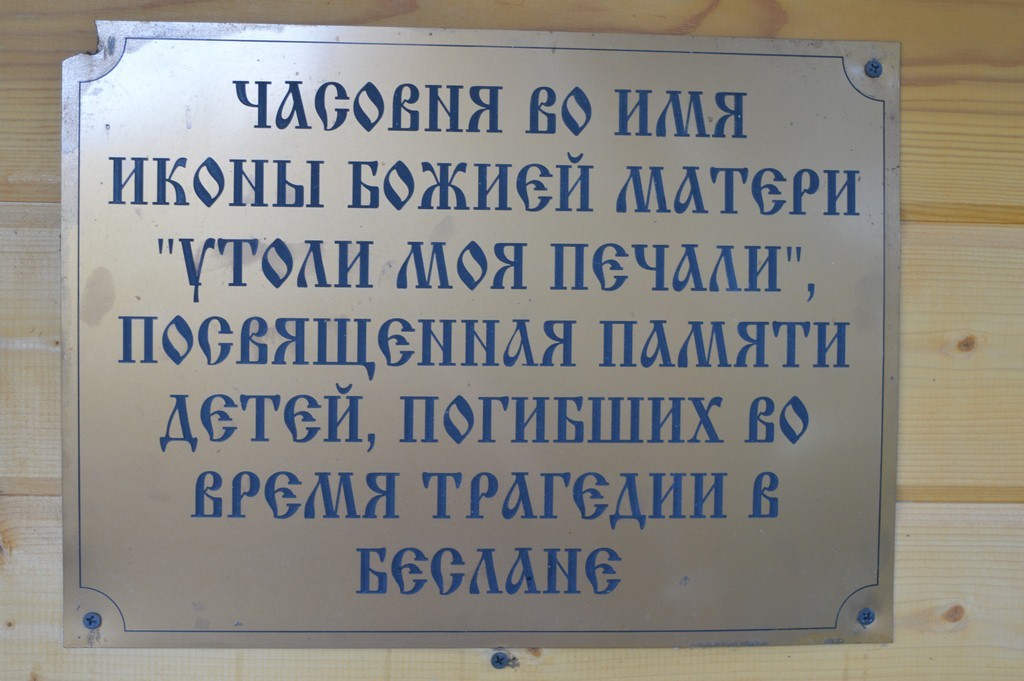 ЧАСОВНЯ ВО ИМЯ
ИКОНЫ БОЖИЕЙ МАТЕРИ
"УТОЛИ МОЯ ПЕЧАЛИ",
ПОСВЯЩЕННАЯ ПАМЯТИ
ДЕТЕЙ, ПОГИБШИХ ВО
ВРЕМЯ ТРАГЕДИИ В
БЕСЛАНЕ